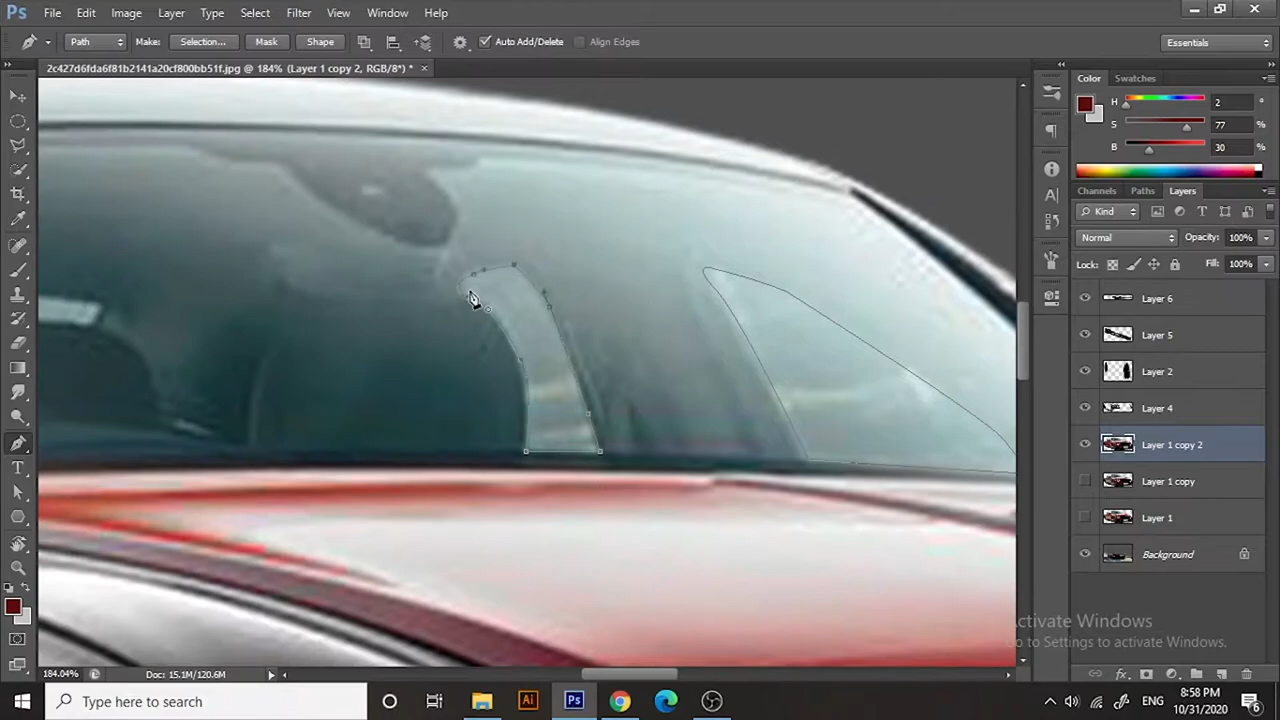 Ps File Edit Image Layer Type Select Filter View Window Help
Path Make: Selection... Mask Shape Auto Add/Delete Align Edges Essentials
2c427d6fda6f81b2141a20cf800bb51f.jpg @ 184% (Layer 1 copy 2, RGB/8*) * ×
Color Swatches
H 2 °
S 77 %
B 30 %
Channels Paths Layers
Kind
Normal Opacity: 100%
Lock: Fill: 100%
Layer 6
Layer 5
Layer 2
Layer 4
Layer 1 copy 2
Layer 1 copy
Layer 1
Background
Activate Windows
Go to Settings to activate Windows.
184.04% Doc: 15.1M/120.6M
Type here to search
Ai Ps
ENG
8:58 PM
10/31/2020
6